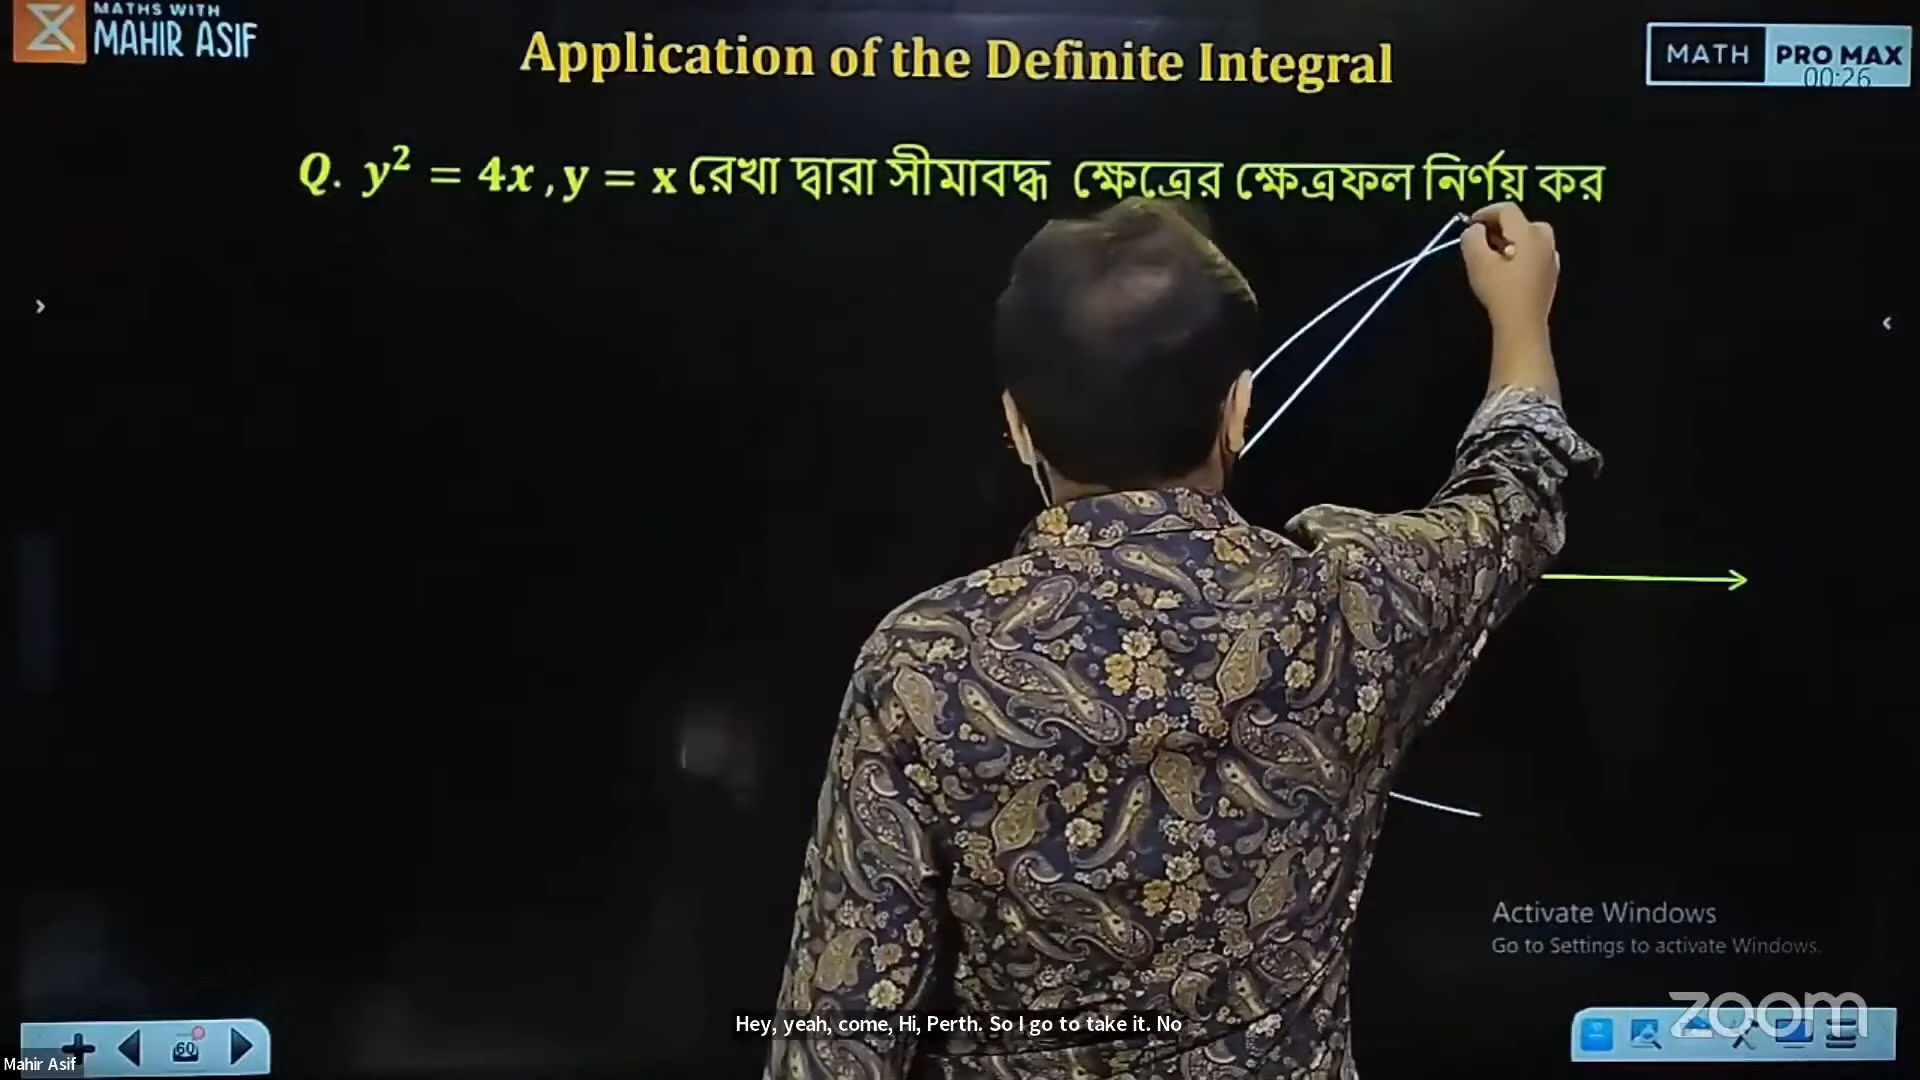 MATHS WITH
MAHIR ASIF
Application of the Definite Integral
MATH PRO MAX
00:26
Q. y² = 4x , y = x রেখা দ্বারা সীমাবদ্ধ ক্ষেত্রের ক্ষেত্রফল নির্ণয় কর
Activate Windows
Go to Settings to activate Windows.
zoom
Hey, yeah, come, Hi, Perth. So I go to take it. No
60
Mahir Asif